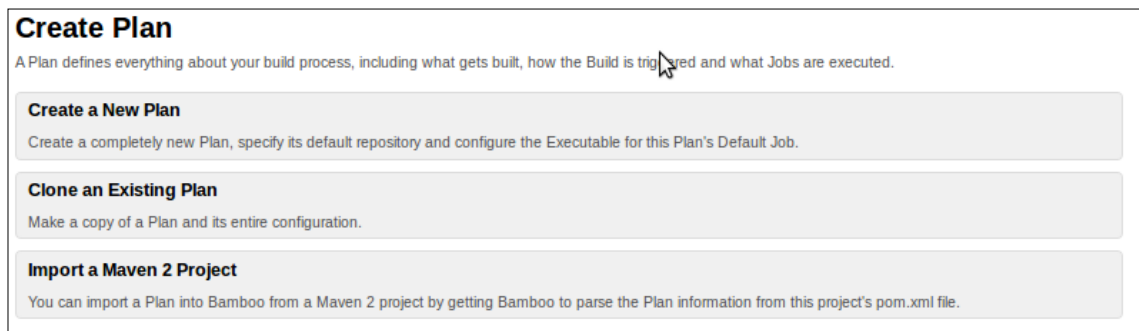 Create Plan
A Plan defines everything about your build process, including what gets built, how the Build is triggered and what Jobs are executed.
Create a New Plan
Create a completely new Plan, specify its default repository and configure the Executable for this Plan's Default Job.
Clone an Existing Plan
Make a copy of a Plan and its entire configuration.
Import a Maven 2 Project
You can import a Plan into Bamboo from a Maven 2 project by getting Bamboo to parse the Plan information from this project's pom.xml file.